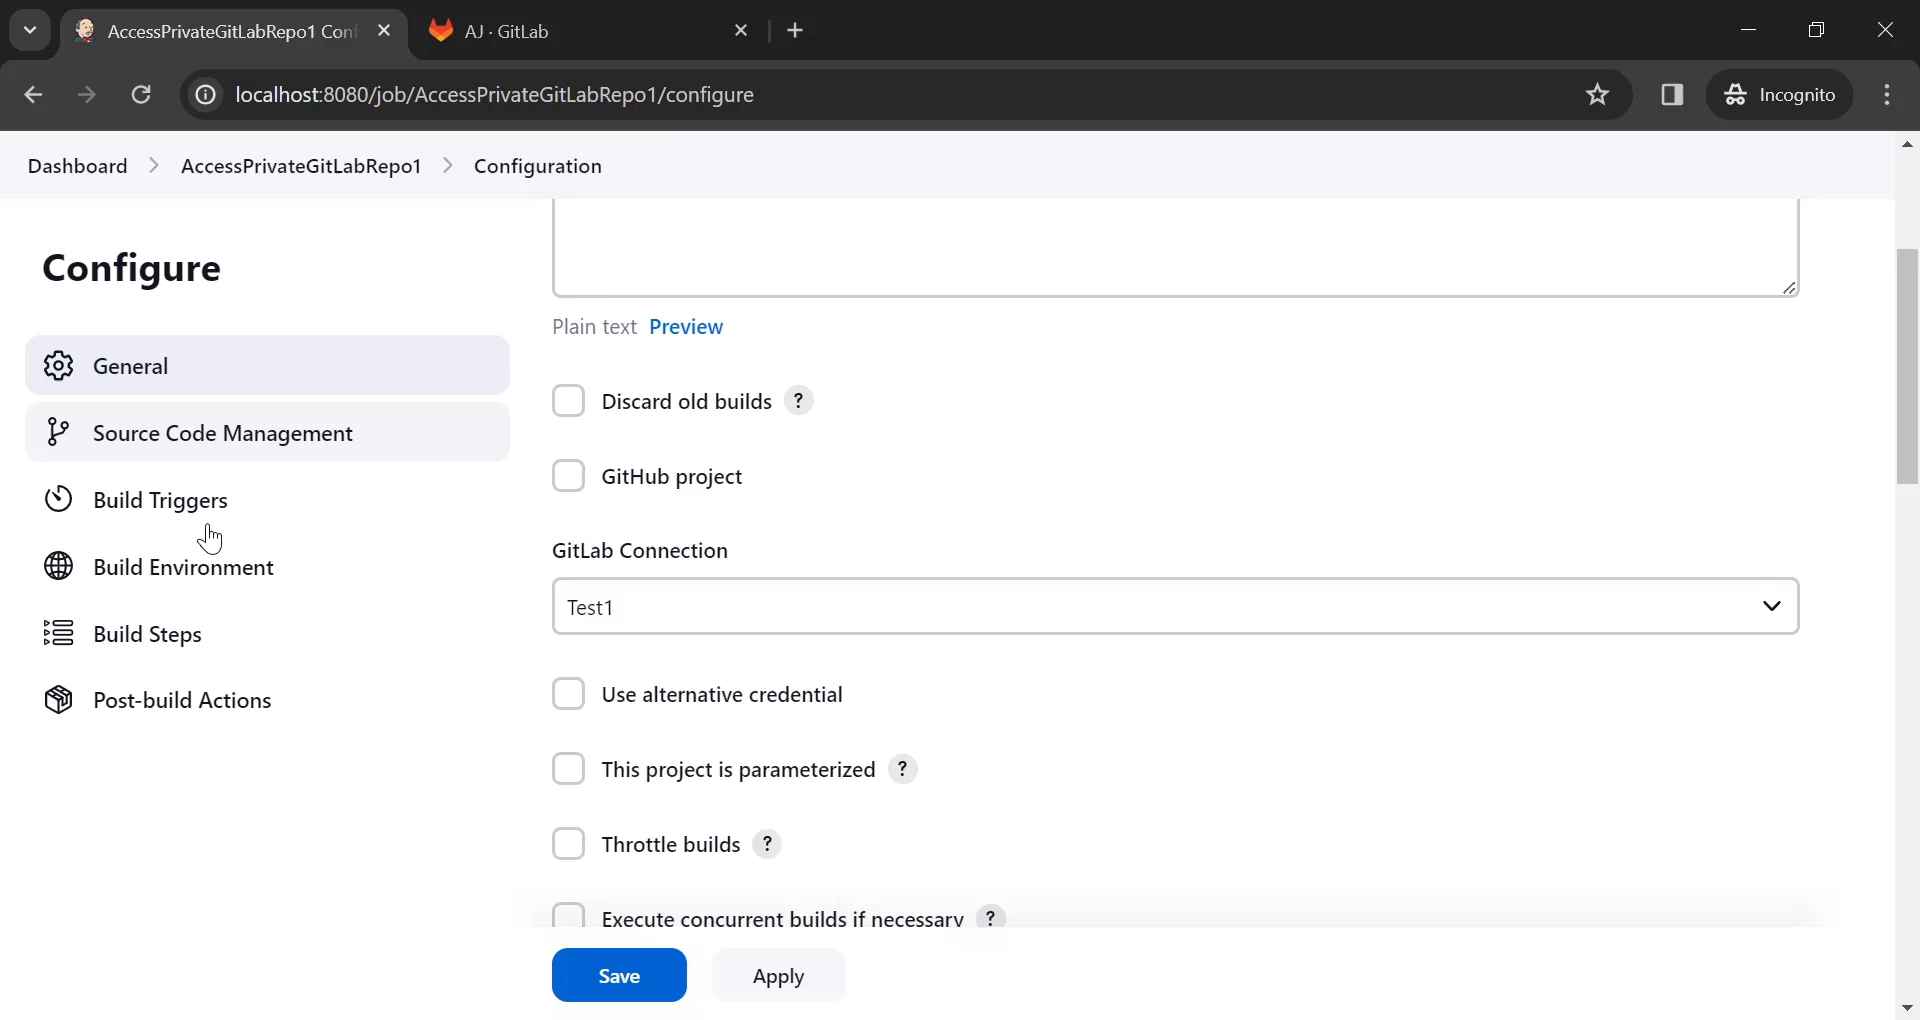 AccessPrivateGitLabRepo1 Conf
AJ · GitLab
localhost:8080/job/AccessPrivateGitLabRepo1/configure
Incognito
Dashboard > AccessPrivateGitLabRepo1 > Configuration
Configure
General
Source Code Management
Build Triggers
Build Environment
Build Steps
Post-build Actions
Plain text Preview
Discard old builds ?
GitHub project
GitLab Connection
Test1
Use alternative credential
This project is parameterized ?
Throttle builds ?
Execute concurrent builds if necessary ?
Save
Apply